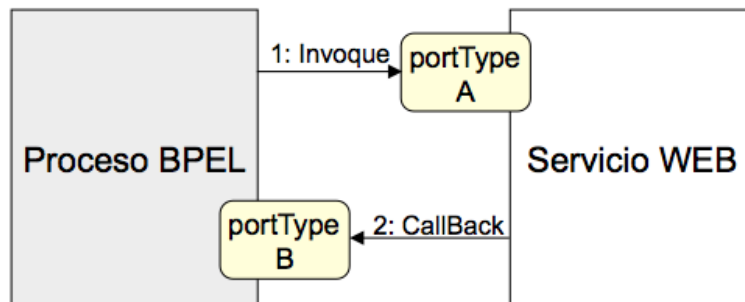 1: Invoque
portType
A
Proceso BPEL
Servicio WEB
portType
B
2: CallBack